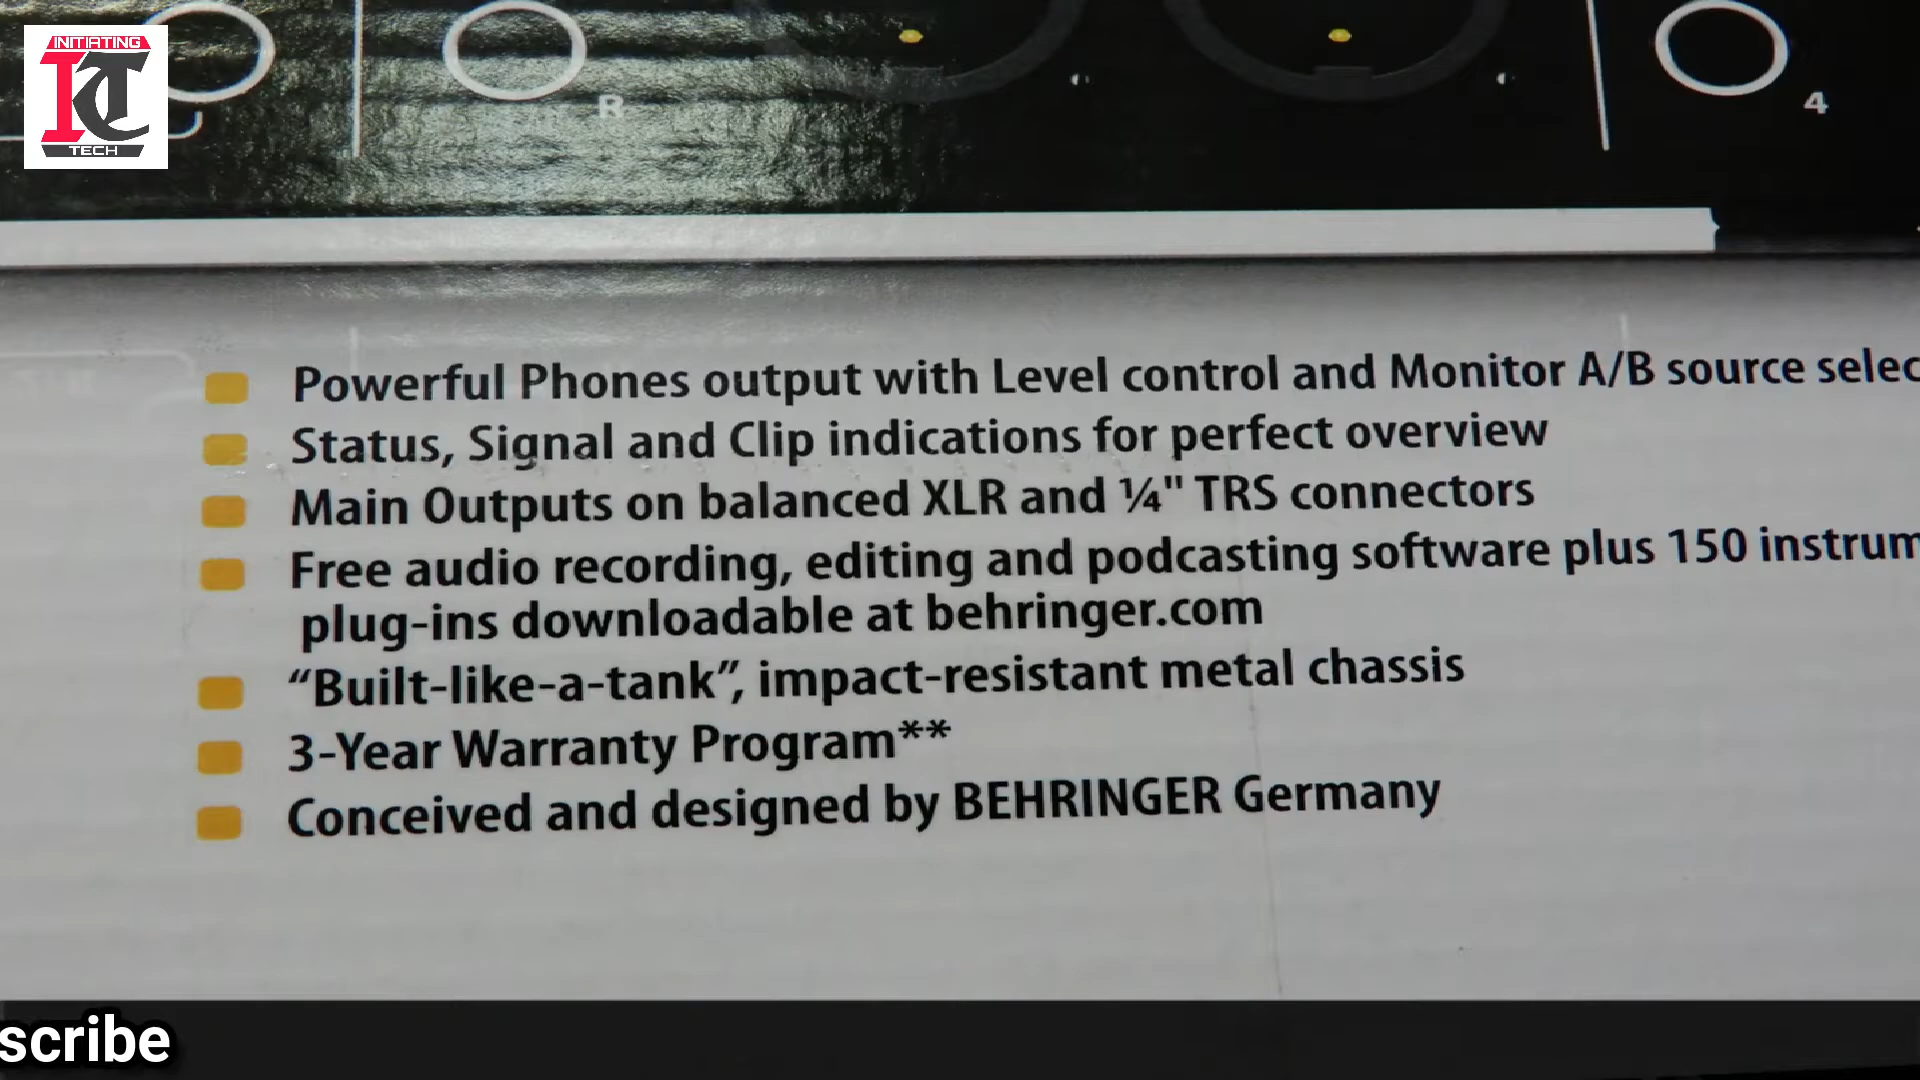 INITIATING
ICT
TECH
R
4
Powerful Phones output with Level control and Monitor A/B source selec
Status, Signal and Clip indications for perfect overview
Main Outputs on balanced XLR and ¼" TRS connectors
Free audio recording, editing and podcasting software plus 150 instrum
plug-ins downloadable at behringer.com
“Built-like-a-tank”, impact-resistant metal chassis
3-Year Warranty Program**
Conceived and designed by BEHRINGER Germany
scribe